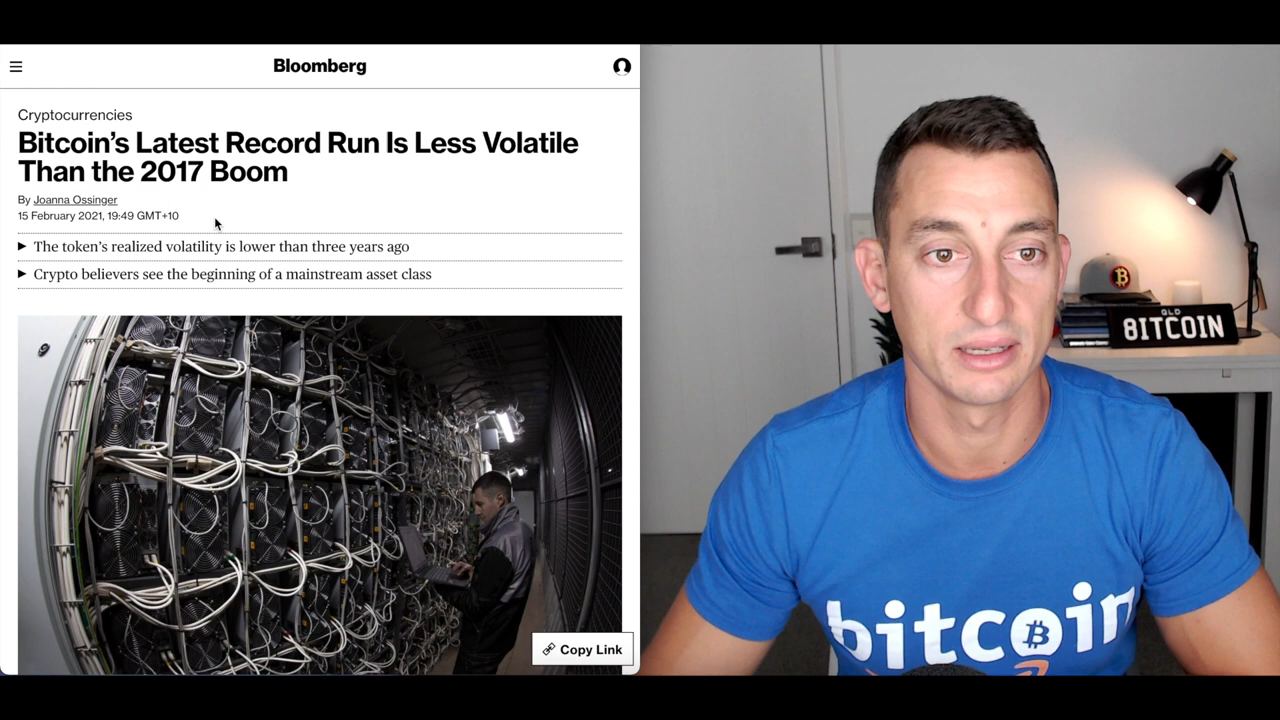 Bloomberg
Cryptocurrencies
Bitcoin’s Latest Record Run Is Less Volatile
Than the 2017 Boom
By Joanna Ossinger
15 February 2021, 19:49 GMT+10
The token’s realized volatility is lower than three years ago
Crypto believers see the beginning of a mainstream asset class
Copy Link
QLD
8ITCOIN
bitcoin